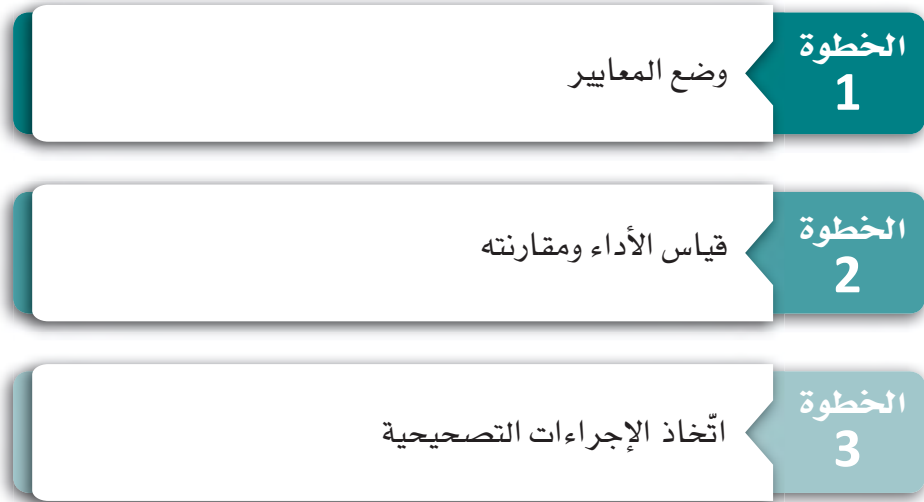 الخطوة
1
وضع المعايير
الخطوة
2
قياس الأداء ومقارنته
الخطوة
3
اتّخاذ الإجراءات التصحيحية